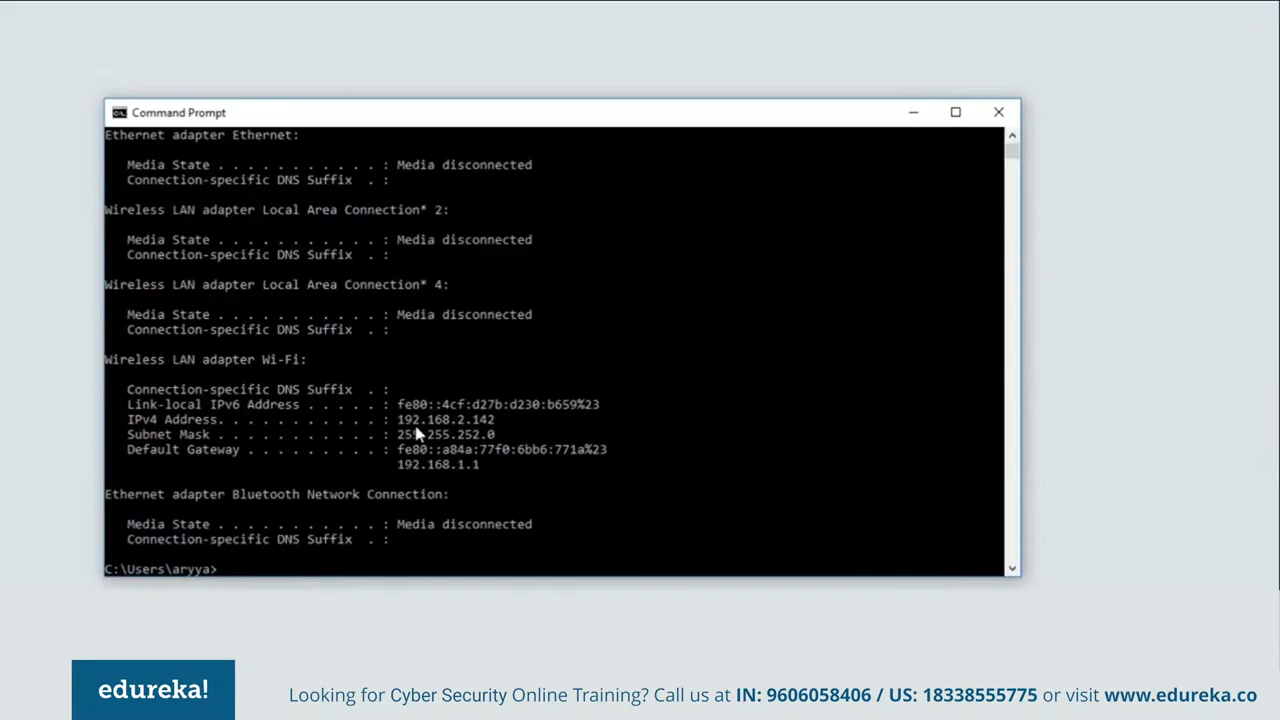 Command Prompt
Ethernet adapter Ethernet:
Media State . . . . . . . . . . . : Media disconnected
Connection-specific DNS Suffix  . :
Wireless LAN adapter Local Area Connection* 2:
Media State . . . . . . . . . . . : Media disconnected
Connection-specific DNS Suffix  . :
Wireless LAN adapter Local Area Connection* 4:
Media State . . . . . . . . . . . : Media disconnected
Connection-specific DNS Suffix  . :
Wireless LAN adapter Wi-Fi:
Connection-specific DNS Suffix  . :
Link-local IPv6 Address . . . . . : fe80::4cf:d27b:d230:b659%23
IPv4 Address. . . . . . . . . . . : 192.168.2.142
Subnet Mask . . . . . . . . . . . : 255.255.252.0
Default Gateway . . . . . . . . . : fe80::a84a:77f0:6bb6:771a%23
192.168.1.1
Ethernet adapter Bluetooth Network Connection:
Media State . . . . . . . . . . . : Media disconnected
Connection-specific DNS Suffix  . :
C:\Users\aryya>
edureka!
Looking for Cyber Security Online Training? Call us at IN: 9606058406 / US: 18338555775 or visit www.edureka.co